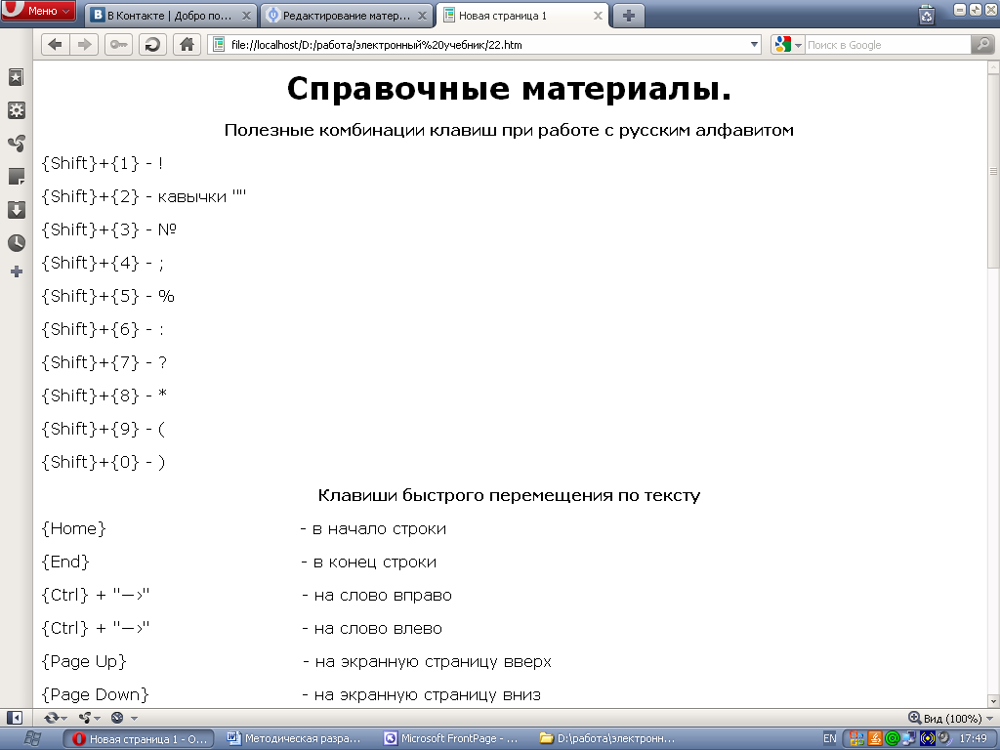 Меню
В Контакте | Добро по...
Редактирование матер...
Новая страница 1
file://localhost/D:/работа/электронный%20учебник/22.htm
Поиск в Google
Справочные материалы.
Полезные комбинации клавиш при работе с русским алфавитом
{Shift}+{1} - !
{Shift}+{2} - кавычки ""
{Shift}+{3} - №
{Shift}+{4} - ;
{Shift}+{5} - %
{Shift}+{6} - :
{Shift}+{7} - ?
{Shift}+{8} - *
{Shift}+{9} - (
{Shift}+{0} - )
Клавиши быстрого перемещения по тексту
{Home} - в начало строки
{End} - в конец строки
{Ctrl} + "—>" - на слово вправо
{Ctrl} + "—>" - на слово влево
{Page Up} - на экранную страницу вверх
{Page Down} - на экранную страницу вниз
Вид (100%)
Новая страница 1 - O...
Методическая разра...
Microsoft FrontPage - ...
D:\работа\электронн...
EN
17:49